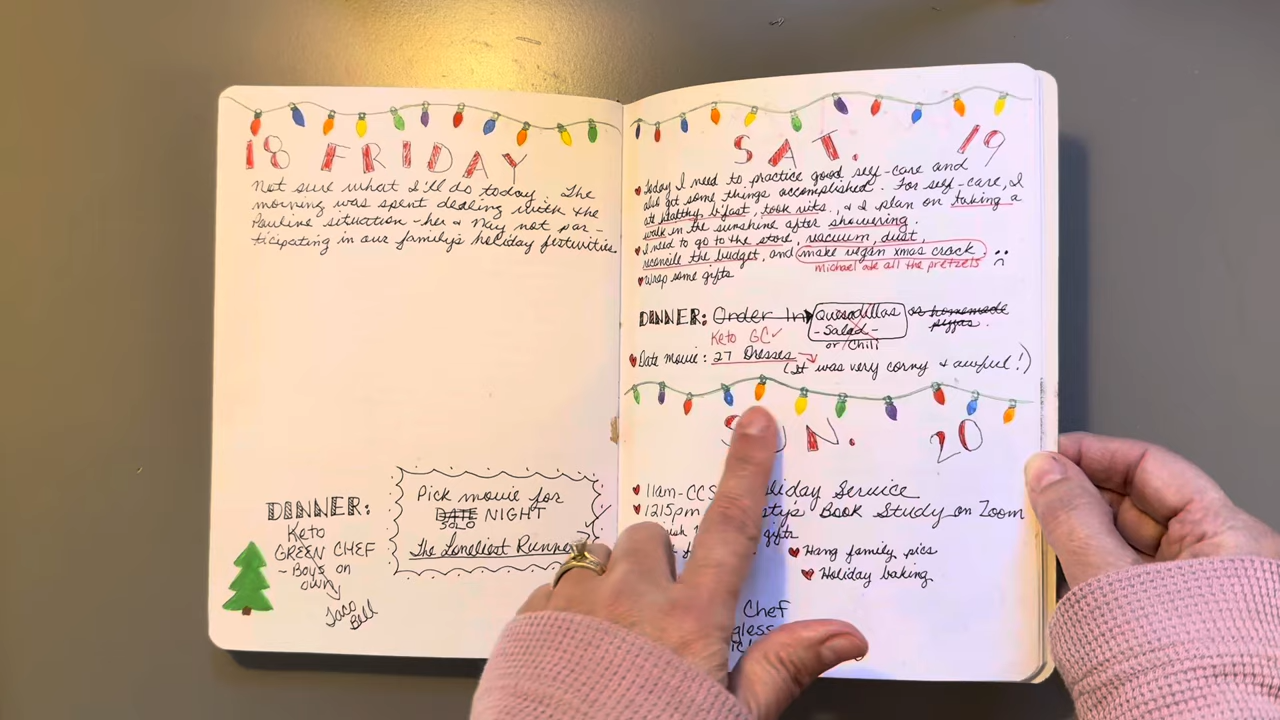 18 FRIDAY
Not sure what I'll do today. The
morning was spent dealing with the
Pauline situation - her & May not par-
ticipating in our family's holiday festivities
DINNER:
Keto
GREEN CHEF
- Boys on
own
Taco
Bell
Pick movie for
DATE NIGHT
SOLO
The Loneliest Runner
SAT. 19
Today I need to practice good self-care and
also get some things accomplished. For self-care, I
ate healthy b'fast, took vits., & I plan on taking a
walk in the sunshine after showering.
I need to go to the store, vacuum, dust,
reconcile the budget, and make vegan xmas crack
Michael ate all the pretzels
Wrap some gifts
DINNER: Order In Quesadillas or homemade
- Salad - pizzas.
or Chili
Keto GC
Date movie: 27 Dresses
(It was very corny & awful!)
SUN. 20
11am - CCS Service
1215pm Book Study on Zoom
gifts
Hang family pics
Holiday baking
Chef